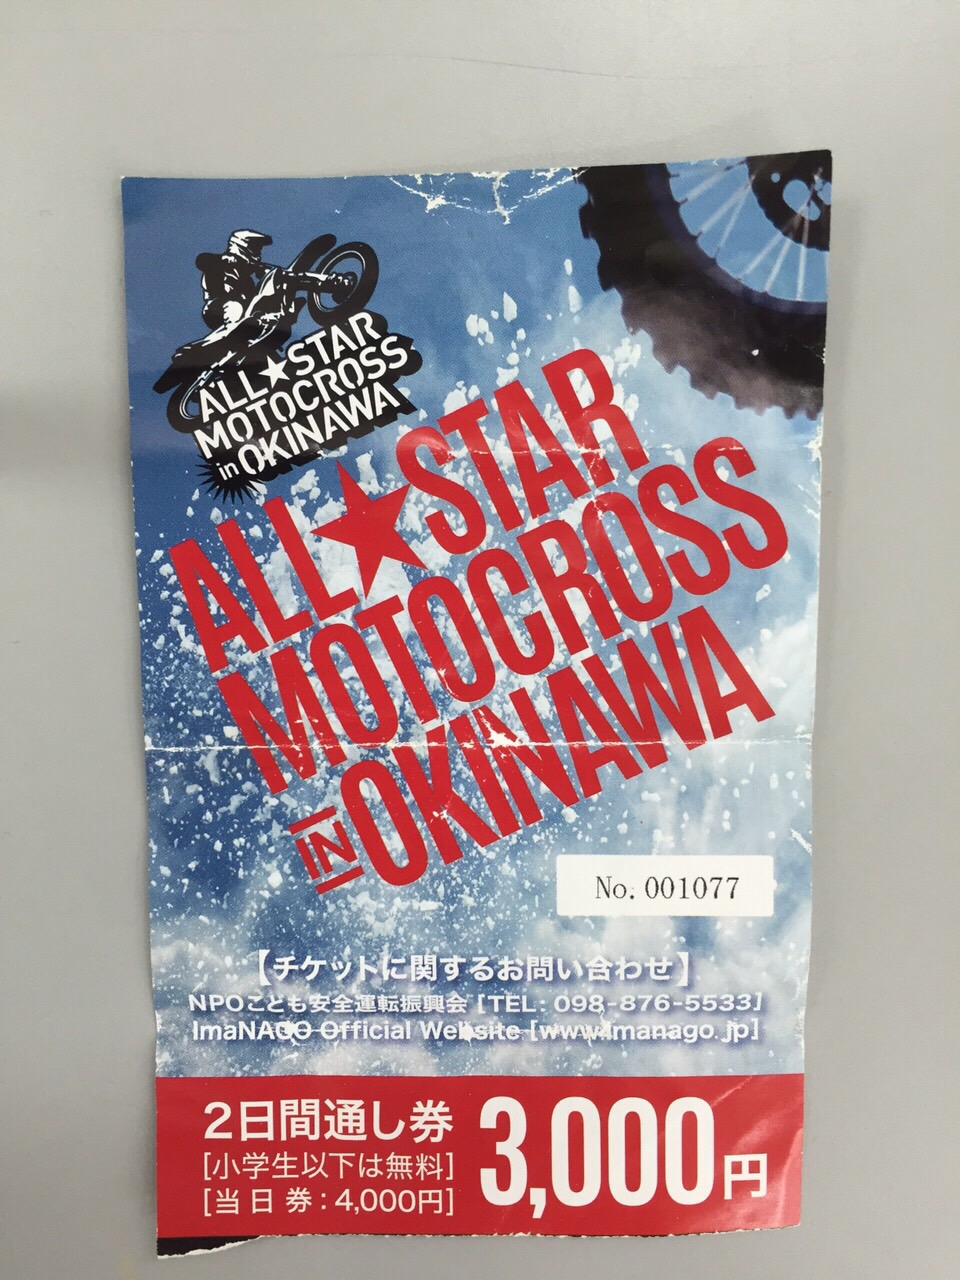 ALL★STAR
MOTOCROSS
in OKINAWA
ALL★STAR
MOTOCROSS
IN OKINAWA
No. 001077
【チケットに関するお問い合わせ】
NPOこども安全運転振興会 [TEL: 098-876-5533]
ImaNAGO Official Website [www.imanago.jp]
2日間通し券
[小学生以下は無料]
[当日券:4,000円]
3,000円